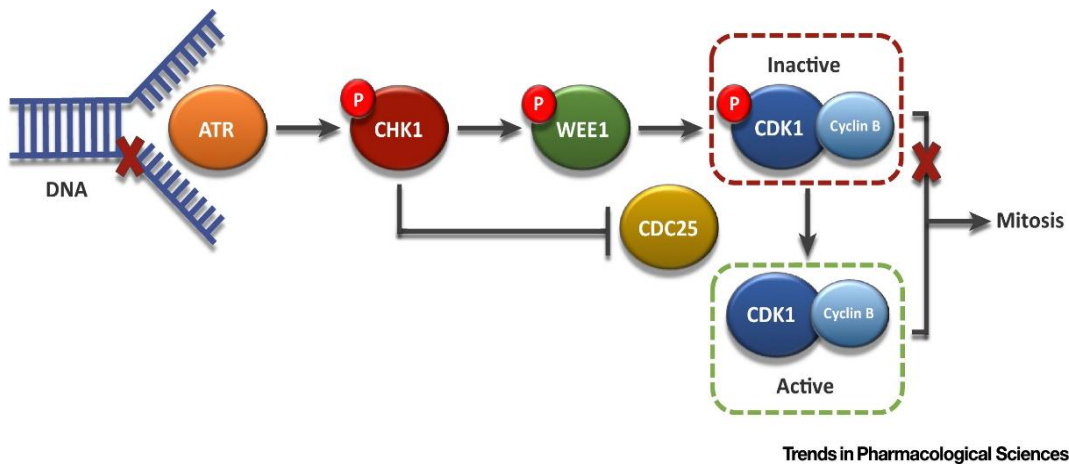 Inactive
P
P
P
ATR
CHK1
WEE1
CDK1
Cyclin B
DNA
CDC25
Mitosis
CDK1
Cyclin B
Active
Trends in Pharmacological Sciences